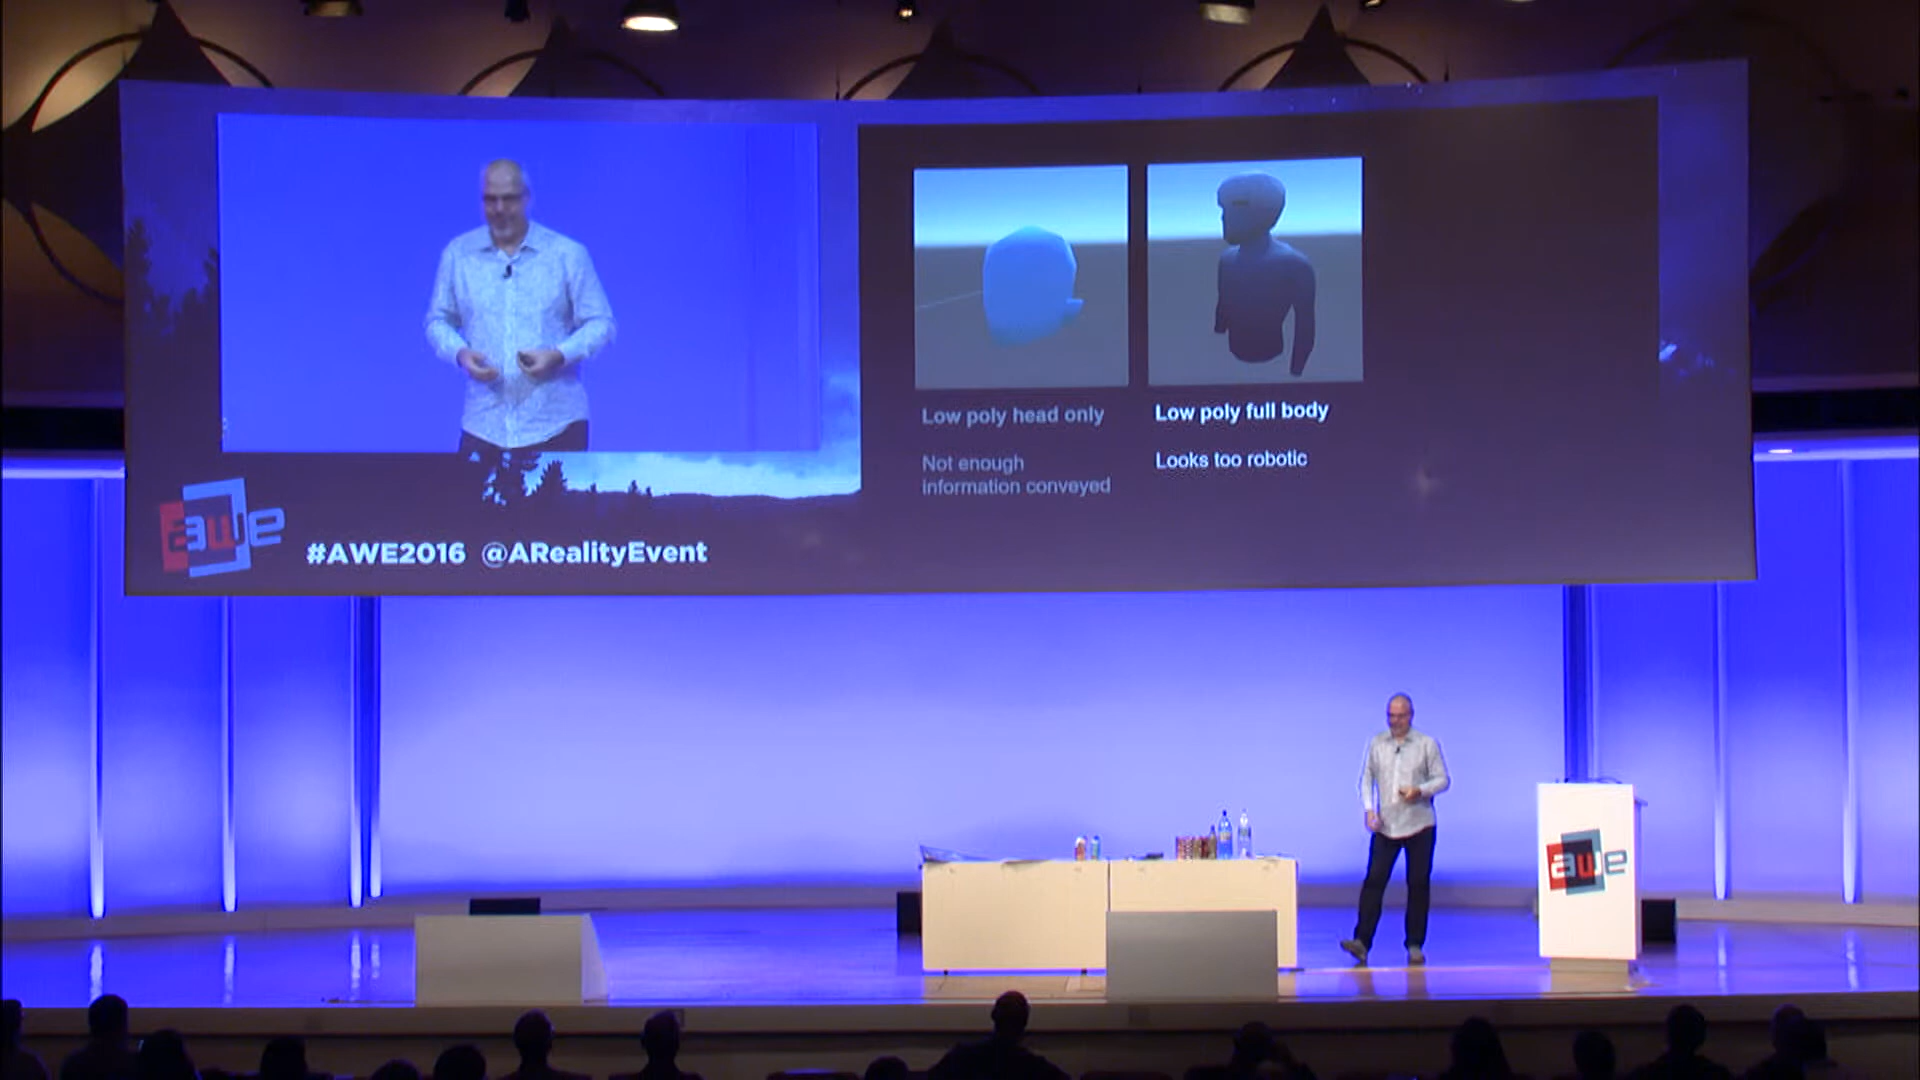 Low poly head only
Not enough
information conveyed
Low poly full body
Looks too robotic
awe
#AWE2016 @ARealityEvent
awe